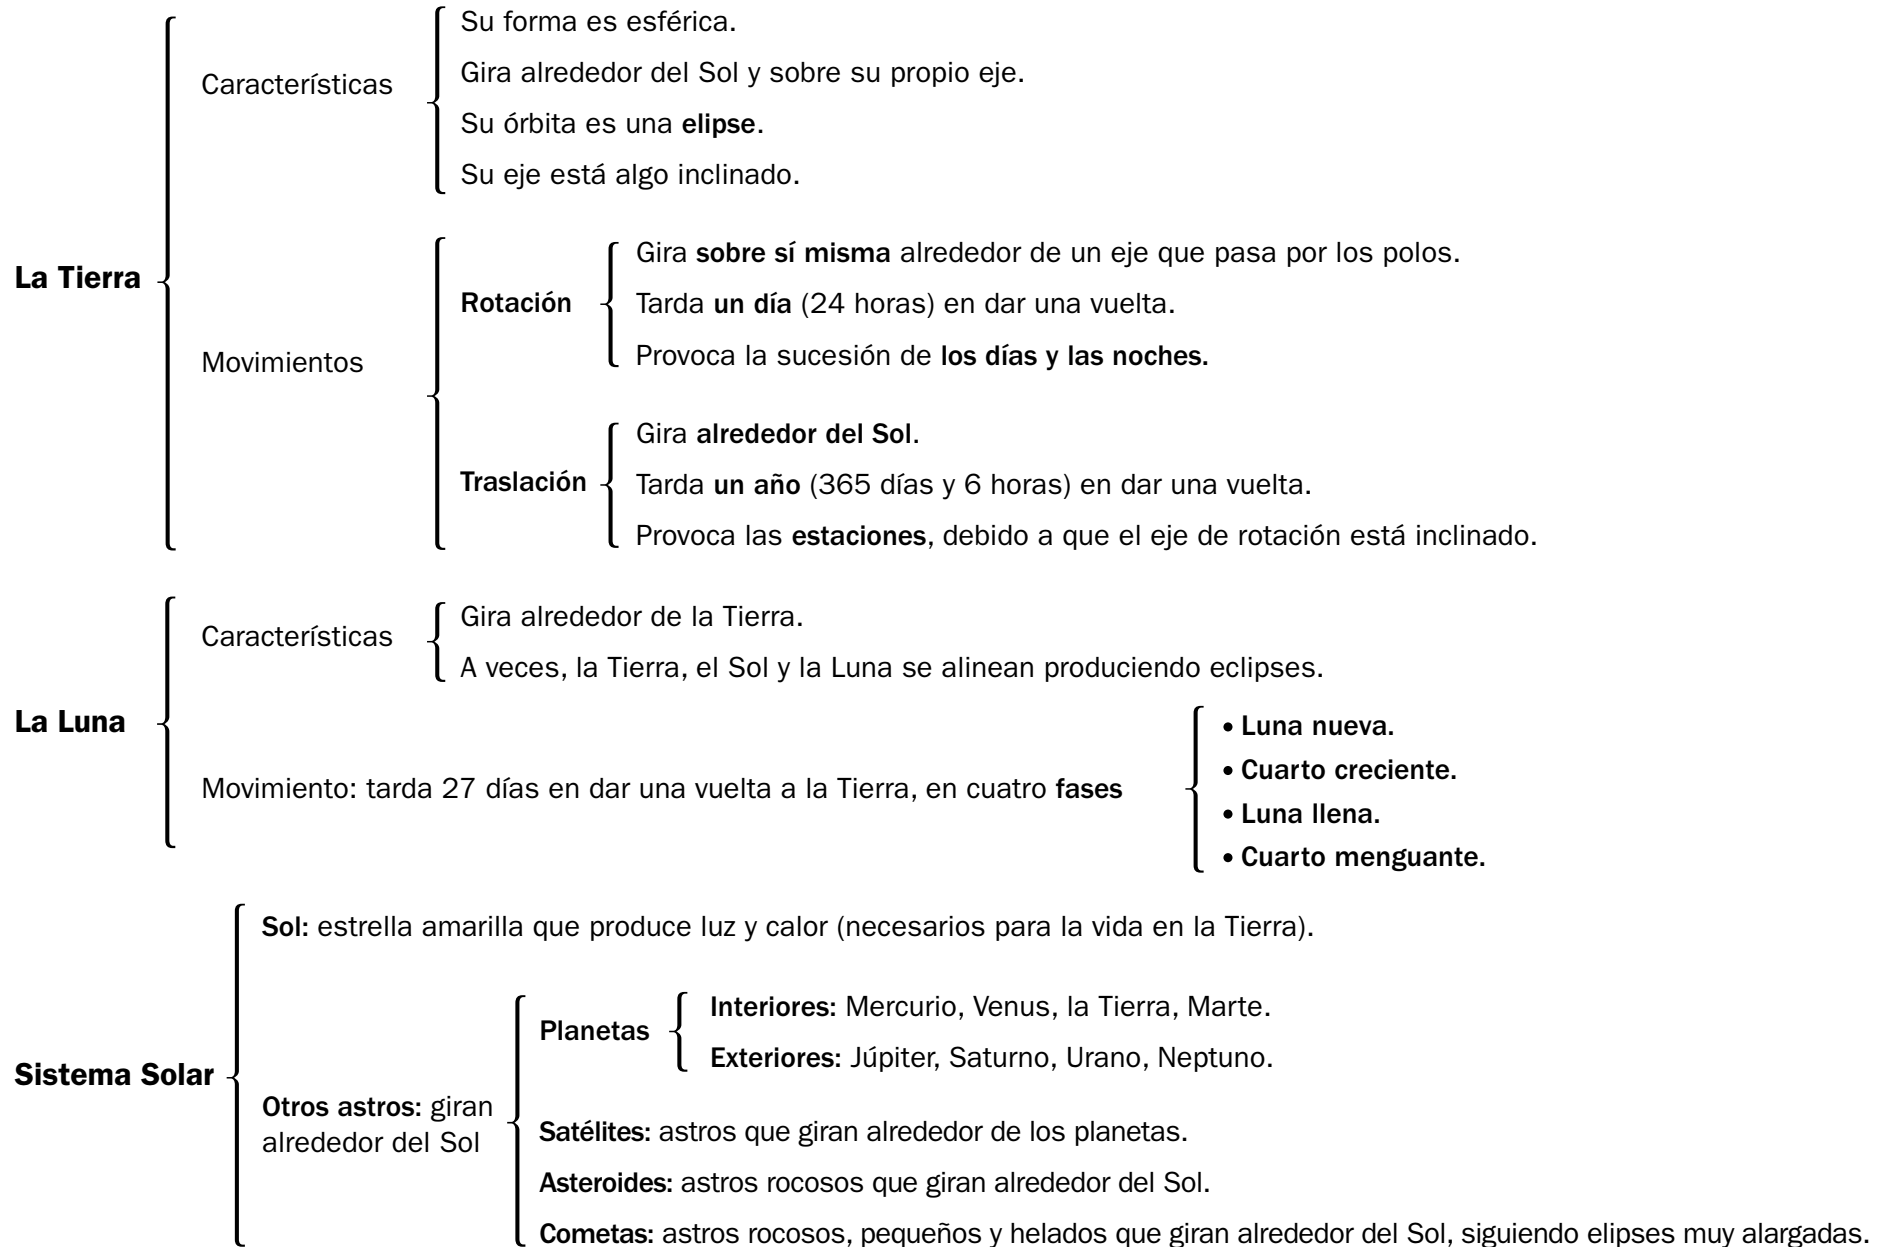 La Tierra
Características
Su forma es esférica.
Gira alrededor del Sol y sobre su propio eje.
Su órbita es una elipse.
Su eje está algo inclinado.
Movimientos
Rotación
Gira sobre sí misma alrededor de un eje que pasa por los polos.
Tarda un día (24 horas) en dar una vuelta.
Provoca la sucesión de los días y las noches.
Traslación
Gira alrededor del Sol.
Tarda un año (365 días y 6 horas) en dar una vuelta.
Provoca las estaciones, debido a que el eje de rotación está inclinado.
La Luna
Características
Gira alrededor de la Tierra.
A veces, la Tierra, el Sol y la Luna se alinean produciendo eclipses.
Movimiento: tarda 27 días en dar una vuelta a la Tierra, en cuatro fases
• Luna nueva.
• Cuarto creciente.
• Luna llena.
• Cuarto menguante.
Sistema Solar
Sol: estrella amarilla que produce luz y calor (necesarios para la vida en la Tierra).
Otros astros: giran
alrededor del Sol
Planetas
Interiores: Mercurio, Venus, la Tierra, Marte.
Exteriores: Júpiter, Saturno, Urano, Neptuno.
Satélites: astros que giran alrededor de los planetas.
Asteroides: astros rocosos que giran alrededor del Sol.
Cometas: astros rocosos, pequeños y helados que giran alrededor del Sol, siguiendo elipses muy alargadas.